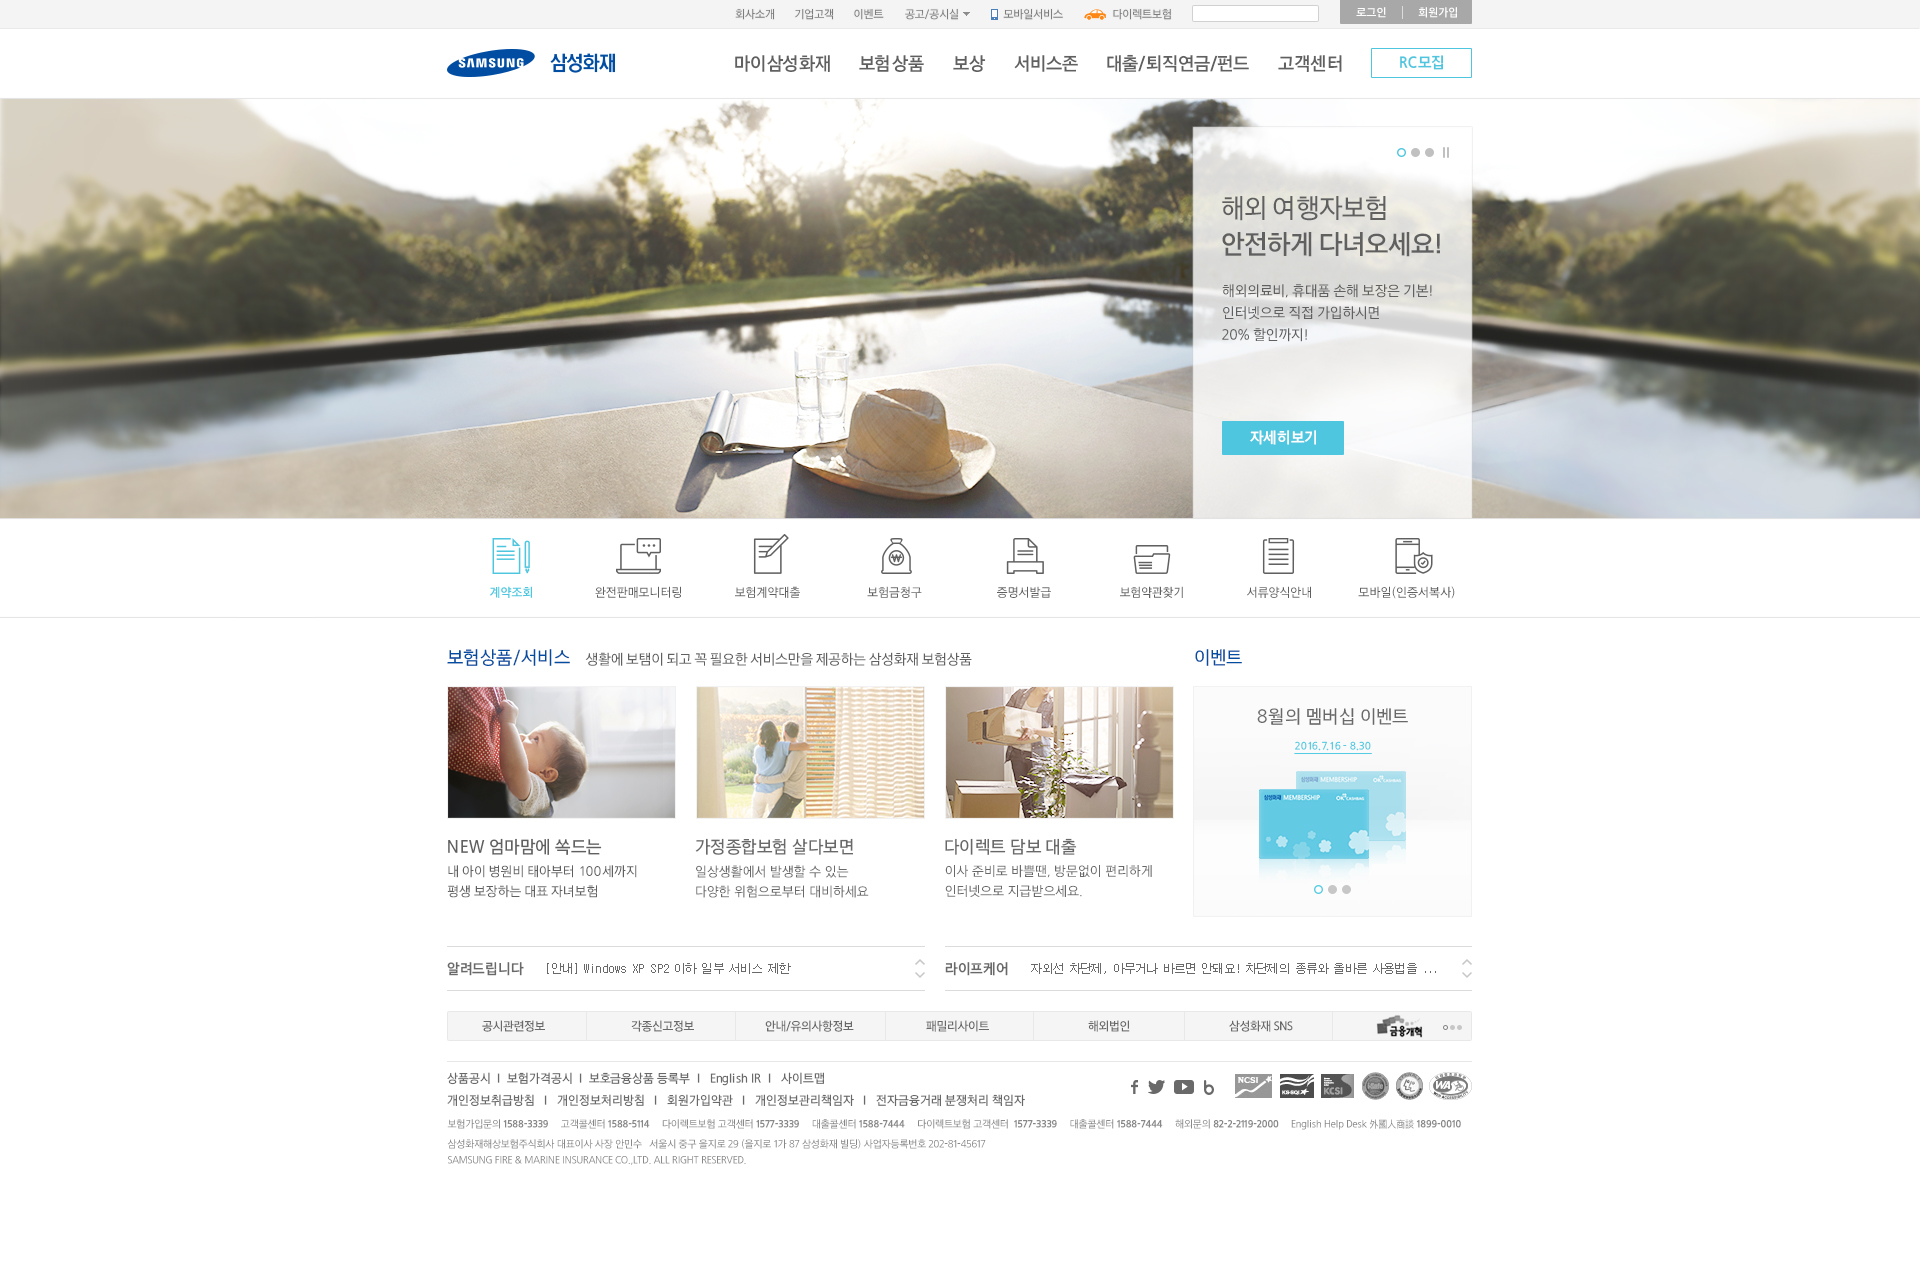 회사소개 기업고객 이벤트 공고/공시실 모바일서비스 다이렉트보험 로그인 회원가입
SAMSUNG 삼성화재 마이삼성화재 보험상품 보상 서비스존 대출/퇴직연금/펀드 고객센터 RC모집
해외 여행자보험
안전하게 다녀오세요!
해외의료비, 휴대품 손해 보장은 기본!
인터넷으로 직접 가입하시면
20% 할인까지!
자세히보기
계약조회 완전판매모니터링 보험계약대출 보험금청구 증명서발급 보험약관찾기 서류양식안내 모바일(인증서복사)
보험상품/서비스 생활에 보탬이 되고 꼭 필요한 서비스만을 제공하는 삼성화재 보험상품
이벤트
8월의 멤버십 이벤트
2016.7.16 - 8.30
삼성화재 MEMBERSHIP
삼성화재 MEMBERSHIP
NEW 엄마맘에 쏙드는
내 아이 병원비 태아부터 100세까지
평생 보장하는 대표 자녀보험
가정종합보험 살다보면
일상생활에서 발생할 수 있는
다양한 위험으로부터 대비하세요
다이렉트 담보 대출
이사 준비로 바쁠땐, 방문없이 편리하게
인터넷으로 지급받으세요.
알려드립니다 [안내] Windows XP SP2 이하 일부 서비스 제한
라이프케어 자외선 차단제, 아무거나 바르면 안돼요! 차단제의 종류와 올바른 사용법을 ...
공시관련정보 각종신고정보 안내/유의사항정보 패밀리사이트 해외법인 삼성화재 SNS 금융개혁
상품공시 I 보험가격공시 I 보호금융상품 등록부 I English IR I 사이트맵
개인정보취급방침 I 개인정보처리방침 I 회원가입약관 I 개인정보관리책임자 I 전자금융거래 분쟁처리 책임자
NCSI KS-SQI KCSI WA
보험가입문의 1588-3339 고객콜센터 1588-5114 다이렉트보험 고객센터 1577-3339 대출콜센터 1588-7444 다이렉트보험 고객센터 1577-3339 대출콜센터 1588-7444 해외문의 82-2-2119-2000 English Help Desk 外國人商談 1899-0010
삼성화재해상보험주식회사 대표이사 사장 안민수 서울시 중구 을지로 29 (을지로 1가 87 삼성화재 빌딩) 사업자등록번호 202-81-45617
SAMSUNG FIRE & MARINE INSURANCE CO.,LTD. ALL RIGHT RESERVED.